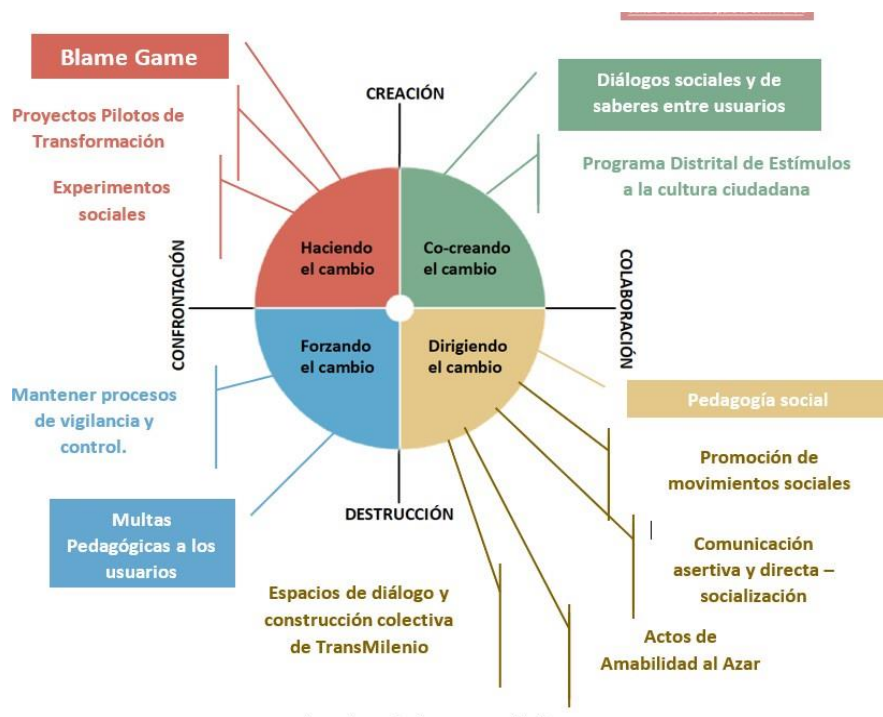 Blame Game
Proyectos Pilotos de
Transformación
Experimentos
sociales
CREACIÓN
Diálogos sociales y de
saberes entre usuarios
Programa Distrital de Estímulos
a la cultura ciudadana
CONFRONTACIÓN
Haciendo
el cambio
Co-creando
el cambio
COLABORACIÓN
Forzando
el cambio
Dirigiendo
el cambio
Mantener procesos
de vigilancia y
control.
Multas
Pedagógicas a los
usuarios
DESTRUCCIÓN
Pedagogía social
Promoción de
movimientos sociales
Comunicación
asertiva y directa –
socialización
Espacios de diálogo y
construcción colectiva
de TransMilenio
Actos de
Amabilidad al Azar